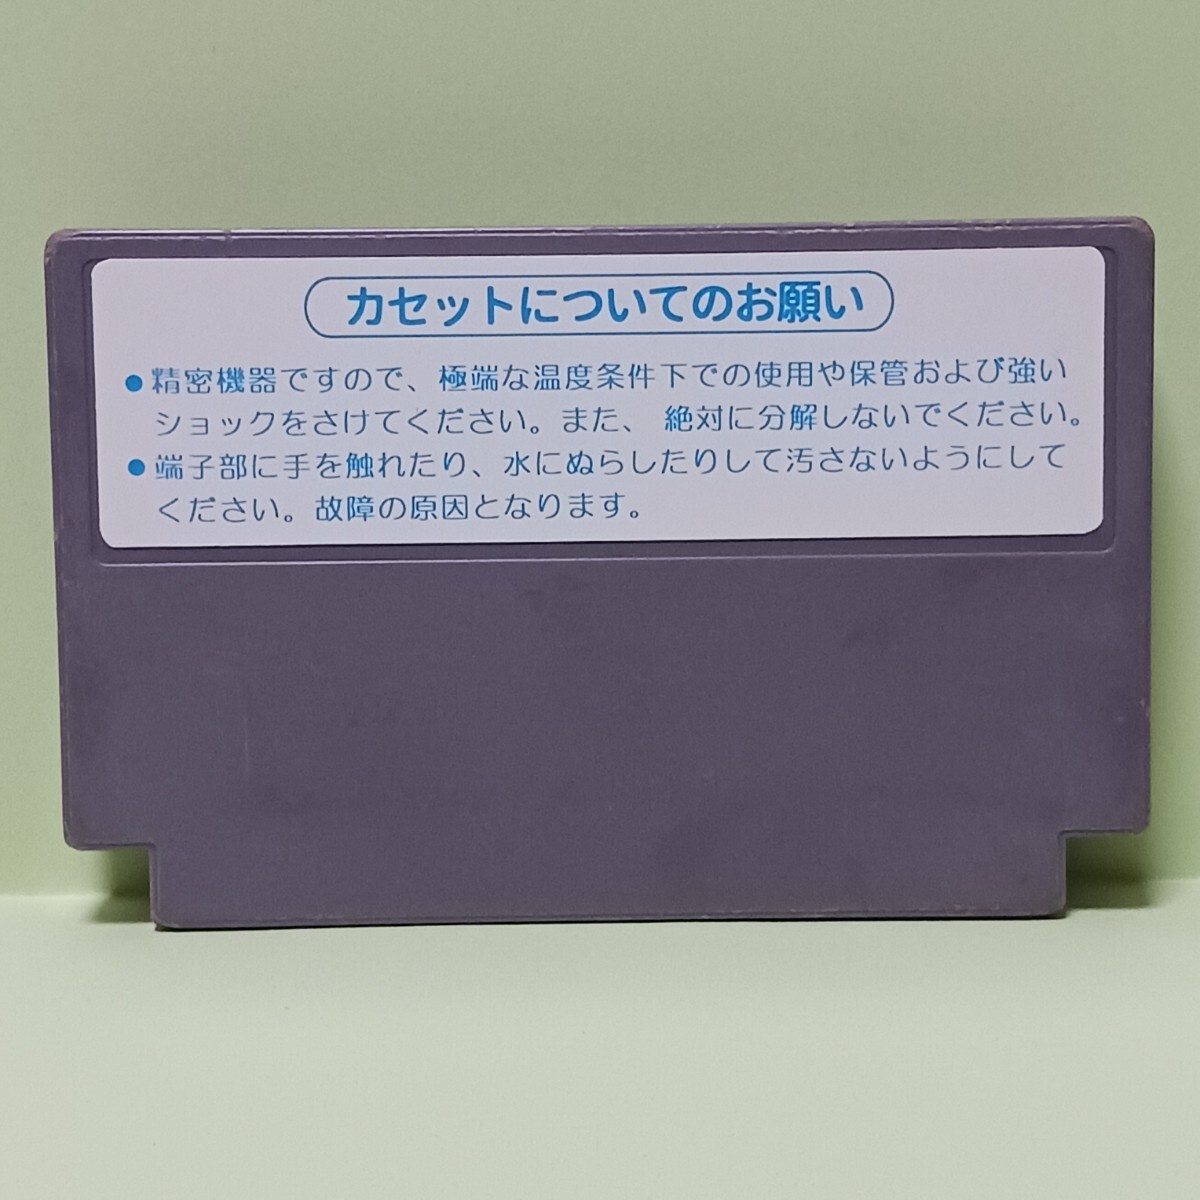 カセットについてのお願い
●精密機器ですので、極端な温度条件下での使用や保管および強い
ショックをさけてください。また、 絶対に分解しないでください。
●端子部に手を触れたり、水にぬらしたりして汚さないようにして
ください。故障の原因となります。